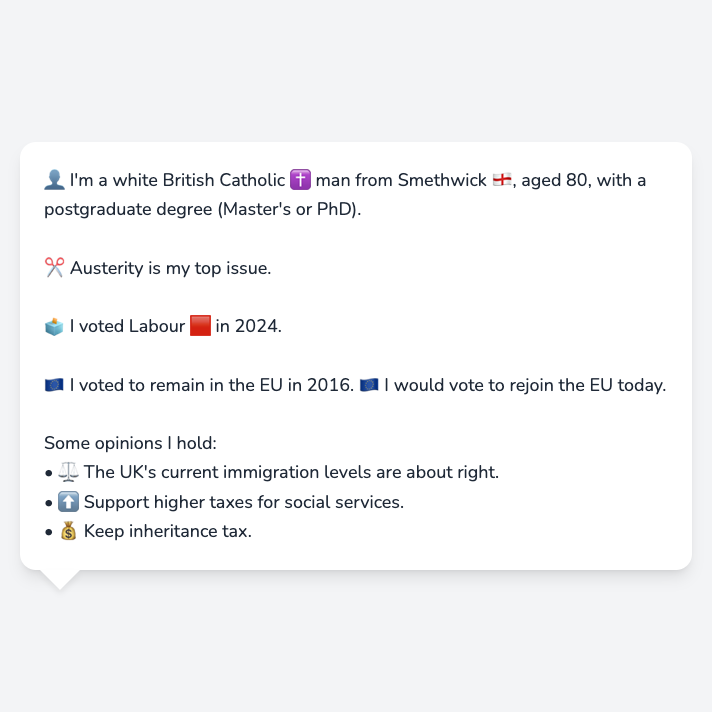 👤 I'm a white British Catholic ✝️ man from Smethwick 🏴󠁧󠁢󠁥󠁮󠁧󠁿, aged 80, with a
postgraduate degree (Master's or PhD).
✂️ Austerity is my top issue.
🗳️ I voted Labour 🟥 in 2024.
🇪🇺 I voted to remain in the EU in 2016. 🇪🇺 I would vote to rejoin the EU today.
Some opinions I hold:
• ⚖️ The UK's current immigration levels are about right.
• ⬆️ Support higher taxes for social services.
• 💰 Keep inheritance tax.